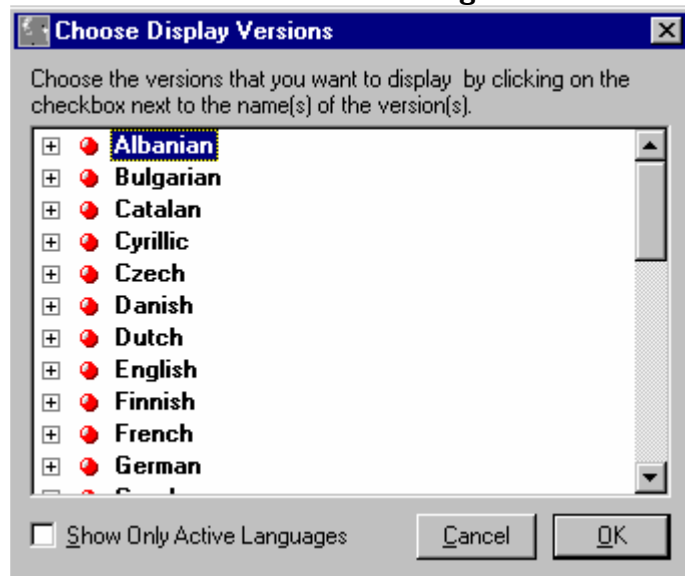 Choose Display Versions
Choose the versions that you want to display by clicking on the
checkbox next to the name(s) of the version(s).
Albanian
Bulgarian
Catalan
Cyrillic
Czech
Danish
Dutch
English
Finnish
French
German
Show Only Active Languages
Cancel
OK